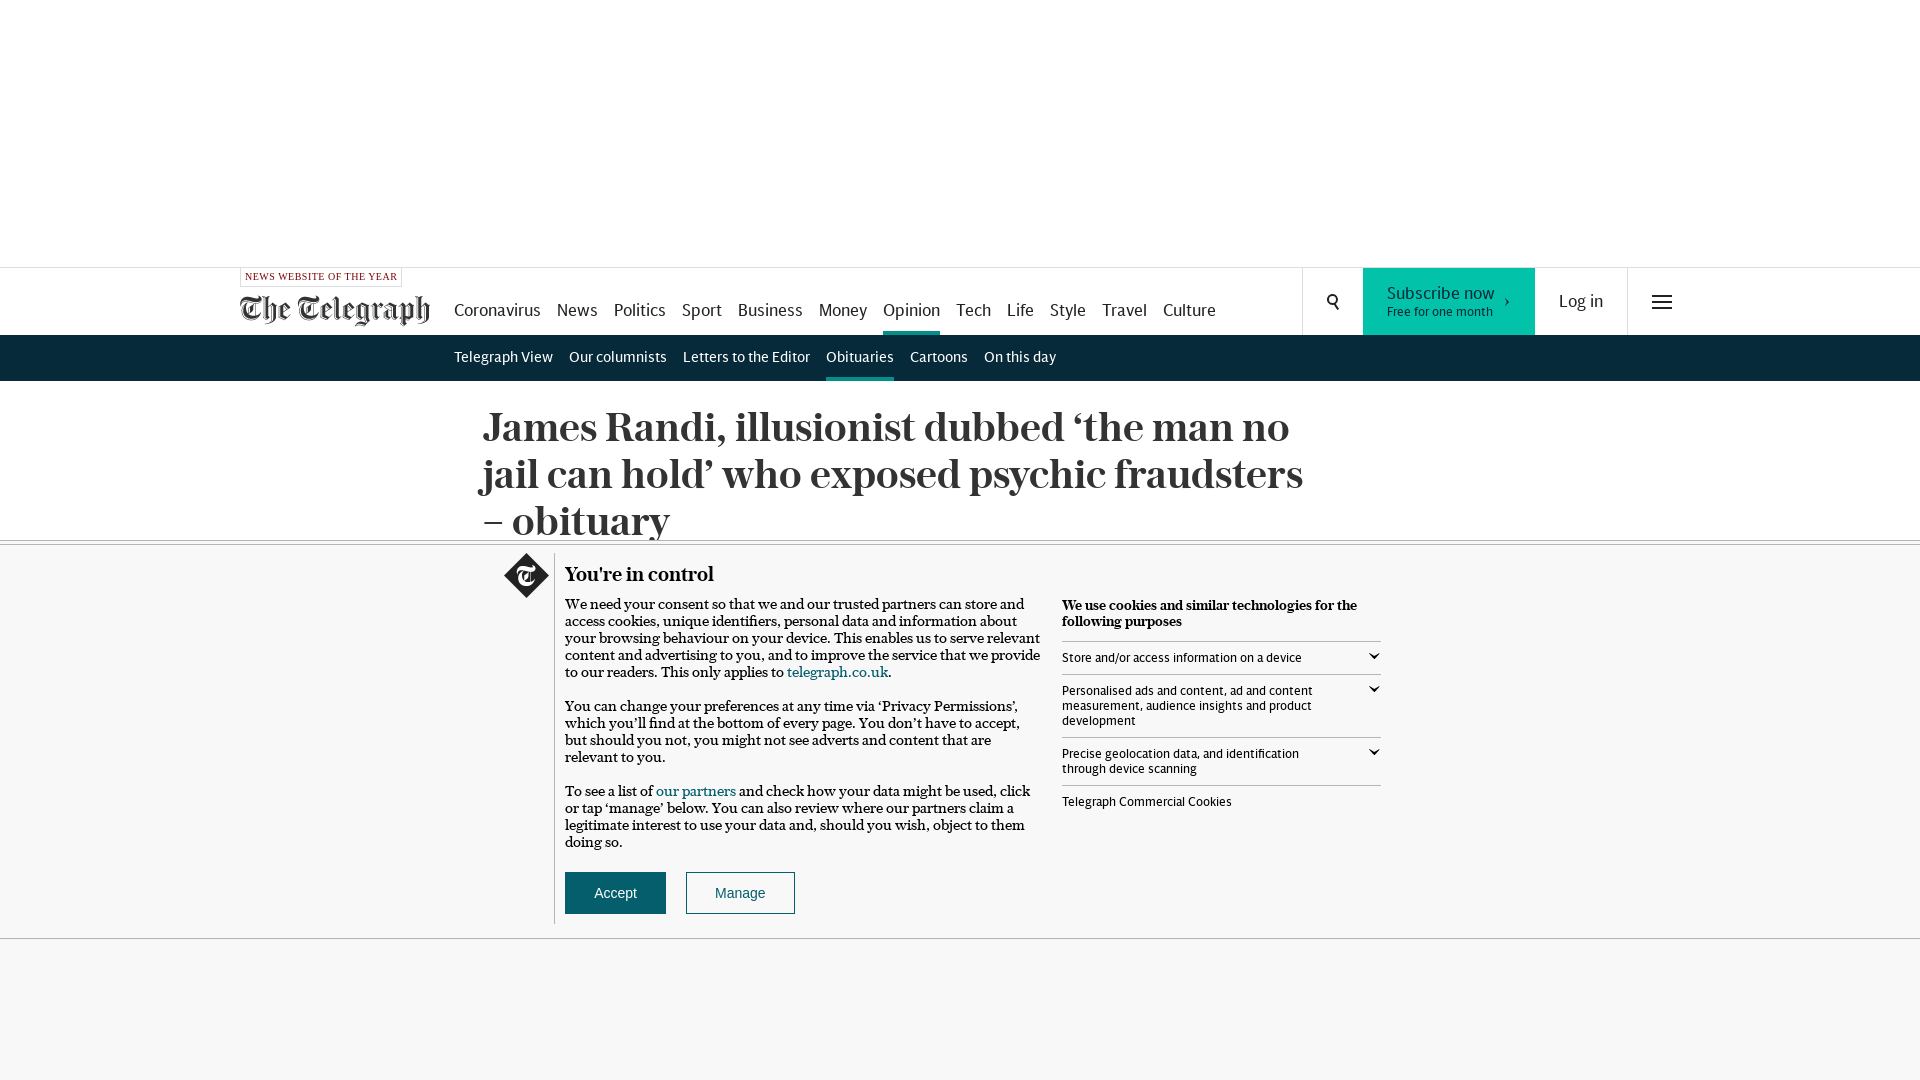 NEWS WEBSITE OF THE YEAR
The Telegraph
Coronavirus News Politics Sport Business Money Opinion Tech Life Style Travel Culture
Subscribe now
Free for one month
Log in
Telegraph View Our columnists Letters to the Editor Obituaries Cartoons On this day
James Randi, illusionist dubbed ‘the man no
jail can hold’ who exposed psychic fraudsters
– obituary
You're in control
We need your consent so that we and our trusted partners can store and
access cookies, unique identifiers, personal data and information about
your browsing behaviour on your device. This enables us to serve relevant
content and advertising to you, and to improve the service that we provide
to our readers. This only applies to telegraph.co.uk.
You can change your preferences at any time via ‘Privacy Permissions’,
which you’ll find at the bottom of every page. You don’t have to accept,
but should you not, you might not see adverts and content that are
relevant to you.
To see a list of our partners and check how your data might be used, click
or tap ‘manage’ below. You can also review where our partners claim a
legitimate interest to use your data and, should you wish, object to them
doing so.
Accept Manage
We use cookies and similar technologies for the
following purposes
Store and/or access information on a device
Personalised ads and content, ad and content
measurement, audience insights and product
development
Precise geolocation data, and identification
through device scanning
Telegraph Commercial Cookies